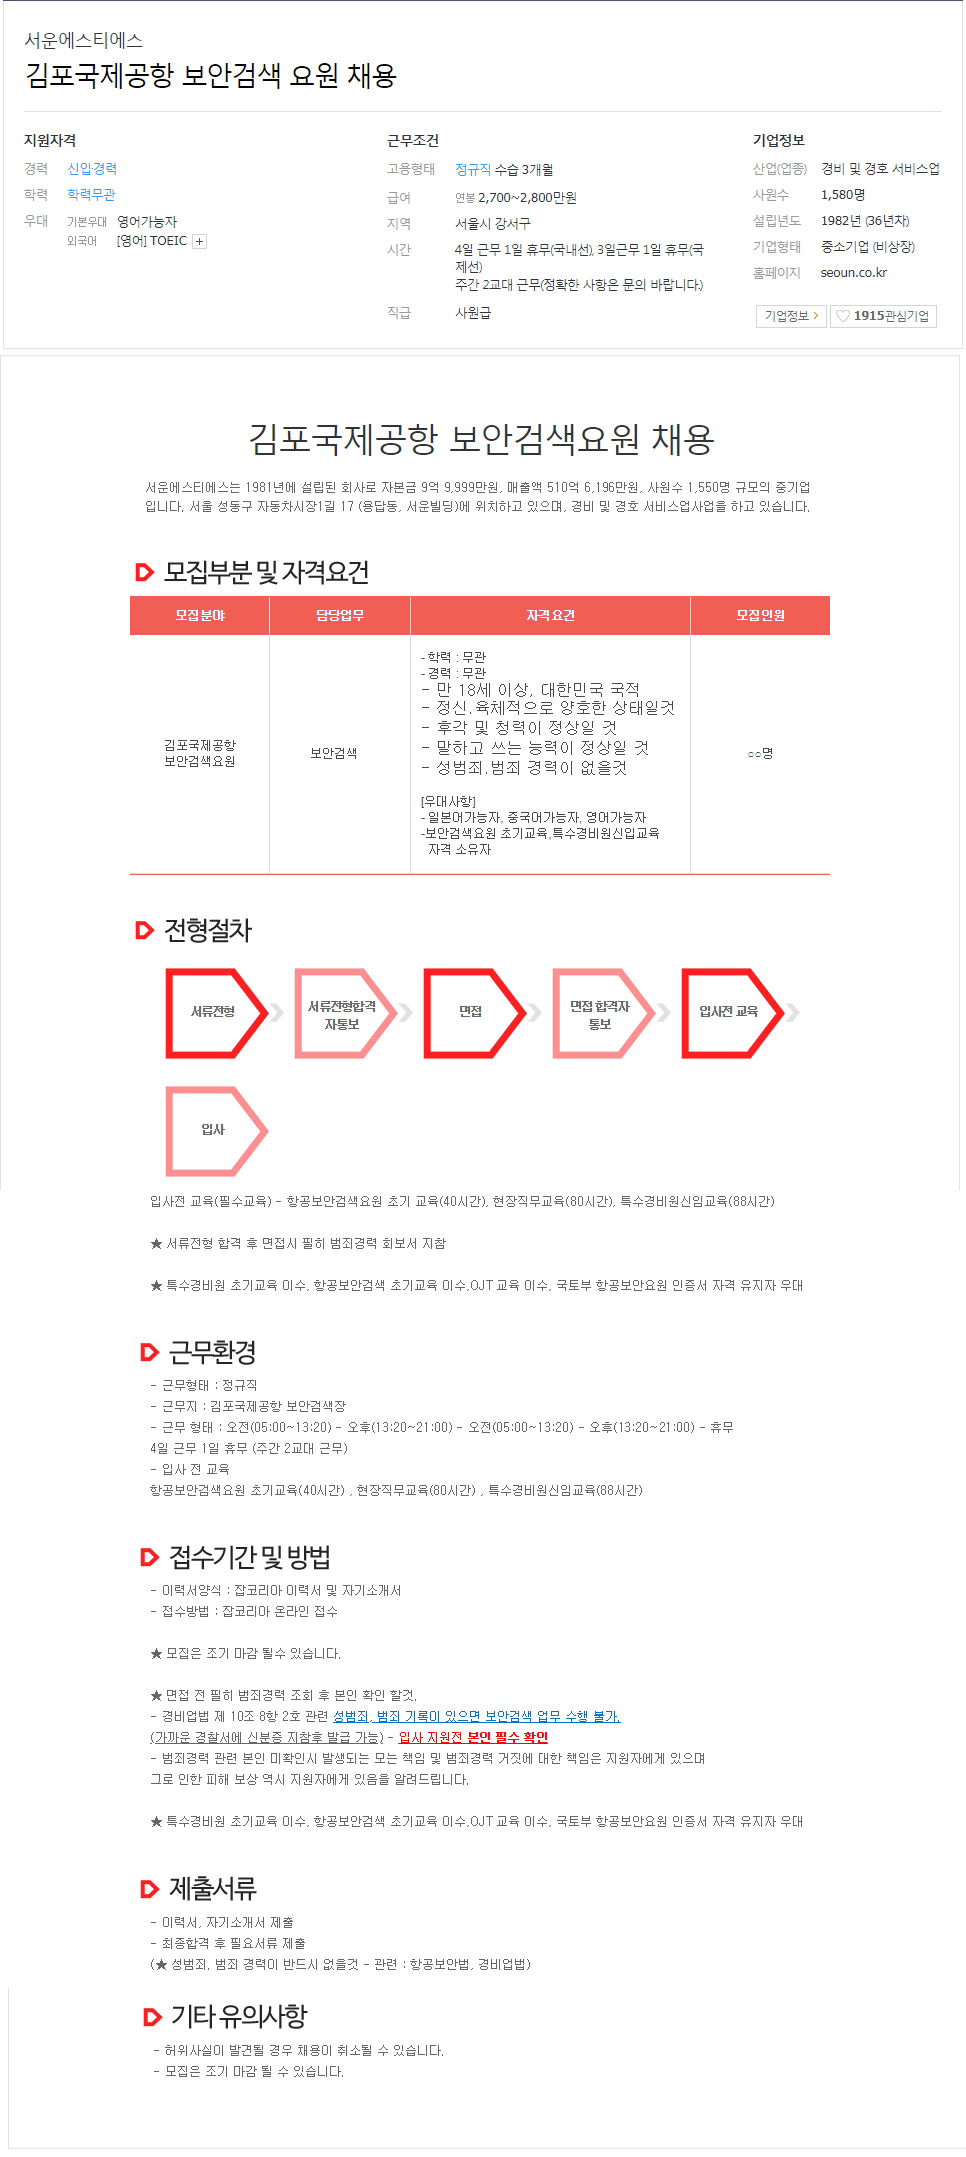 서운에스티에스
김포국제공항 보안검색 요원 채용
지원자격
경력 신입·경력
학력 학력무관
우대 기본우대 영어가능자
외국어 [영어] TOEIC +
근무조건
고용형태 정규직 수습 3개월
급여 연봉 2,700~2,800만원
지역 서울시 강서구
시간 4일 근무 1일 휴무(국내선), 3일근무 1일 휴무(국
제선)
주간 2교대 근무(정확한 사항은 문의 바랍니다.)
직급 사원급
기업정보
산업(업종) 경비 및 경호 서비스업
사원수 1,580명
설립년도 1982년 (36년차)
기업형태 중소기업 (비상장)
홈페이지 seoun.co.kr
기업정보 > ♡ 1915관심기업
김포국제공항 보안검색요원 채용
서운에스티에스는 1981년에 설립된 회사로 자본금 9억 9,999만원, 매출액 510억 6,196만원, 사원수 1,550명 규모의 중기업
입니다. 서울 성동구 자동차시장1길 17 (용답동, 서운빌딩)에 위치하고 있으며, 경비 및 경호 서비스업사업을 하고 있습니다.
모집부분 및 자격요건
모집분야 담당업무 자격요건 모집인원
김포국제공항
보안검색요원
보안검색
- 학력 : 무관
- 경력 : 무관
- 만 18세 이상, 대한민국 국적
- 정신.육체적으로 양호한 상태일것
- 후각 및 청력이 정상일 것
- 말하고 쓰는 능력이 정상일 것
- 성범죄.범죄 경력이 없을것
[우대사항]
- 일본어가능자, 중국어가능자, 영어가능자
-보안검색요원 초기교육,특수경비원신입교육
자격 소유자
○○명
전형절차
서류전형
서류전형합격
자통보
면접
면접 합격자
통보
입사전 교육
입사
입사전 교육(필수교육) - 항공보안검색요원 초기 교육(40시간), 현장직무교육(80시간), 특수경비원신임교육(88시간)
★ 서류전형 합격 후 면접시 필히 범죄경력 회보서 지참
★ 특수경비원 초기교육 이수, 항공보안검색 초기교육 이수,OJT 교육 이수, 국토부 항공보안요원 인증서 자격 유지자 우대
근무환경
- 근무형태 : 정규직
- 근무지 : 김포국제공항 보안검색장
- 근무 형태 : 오전(05:00~13:20) - 오후(13:20~21:00) - 오전(05:00~13:20) - 오후(13:20~21:00) - 휴무
4일 근무 1일 휴무 (주간 2교대 근무)
- 입사 전 교육
항공보안검색요원 초기교육(40시간) , 현장직무교육(80시간) , 특수경비원신임교육(88시간)
접수기간 및 방법
- 이력서양식 : 잡코리아 이력서 및 자기소개서
- 접수방법 : 잡코리아 온라인 접수
★ 모집은 조기 마감 될수 있습니다.
★ 면접 전 필히 범죄경력 조회 후 본인 확인 할것.
- 경비업법 제 10조 8항 2호 관련 성범죄, 범죄 기록이 있으면 보안검색 업무 수행 불가.
(가까운 경찰서에 신분증 지참후 발급 가능) - 입사 지원전 본인 필수 확인
- 범죄경력 관련 본인 미확인시 발생되는 모는 책임 및 범죄경력 거짓에 대한 책임은 지원자에게 있으며
그로 인한 피해 보상 역시 지원자에게 있음을 알려드립니다.
★ 특수경비원 초기교육 이수, 항공보안검색 초기교육 이수,OJT 교육 이수, 국토부 항공보안요원 인증서 자격 유지자 우대
제출서류
- 이력서, 자기소개서 제출
- 최종합격 후 필요서류 제출
(★ 성범죄, 범죄 경력이 반드시 없을것 - 관련 : 항공보안법, 경비업법)
기타 유의사항
- 허위사실이 발견될 경우 채용이 취소될 수 있습니다.
- 모집은 조기 마감 될 수 있습니다.